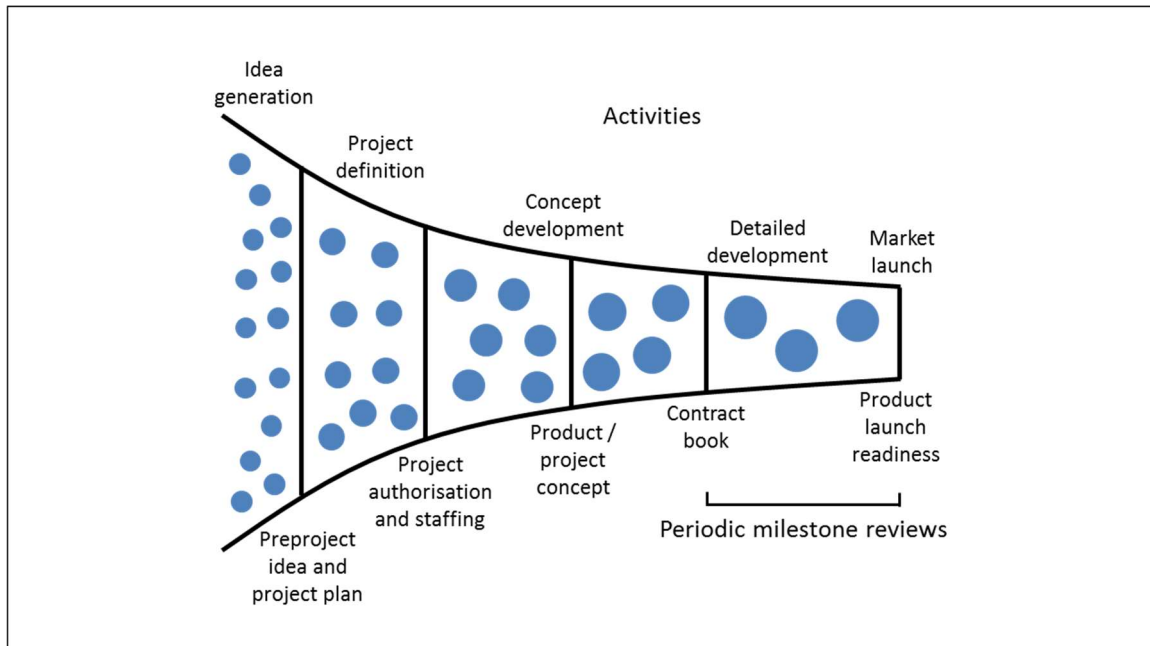 Idea
generation
Activities
Project
definition
Concept
development
Detailed
development
Market
launch
Preproject
idea and
project plan
Project
authorisation
and staffing
Product /
project
concept
Contract
book
Product
launch
readiness
Periodic milestone reviews